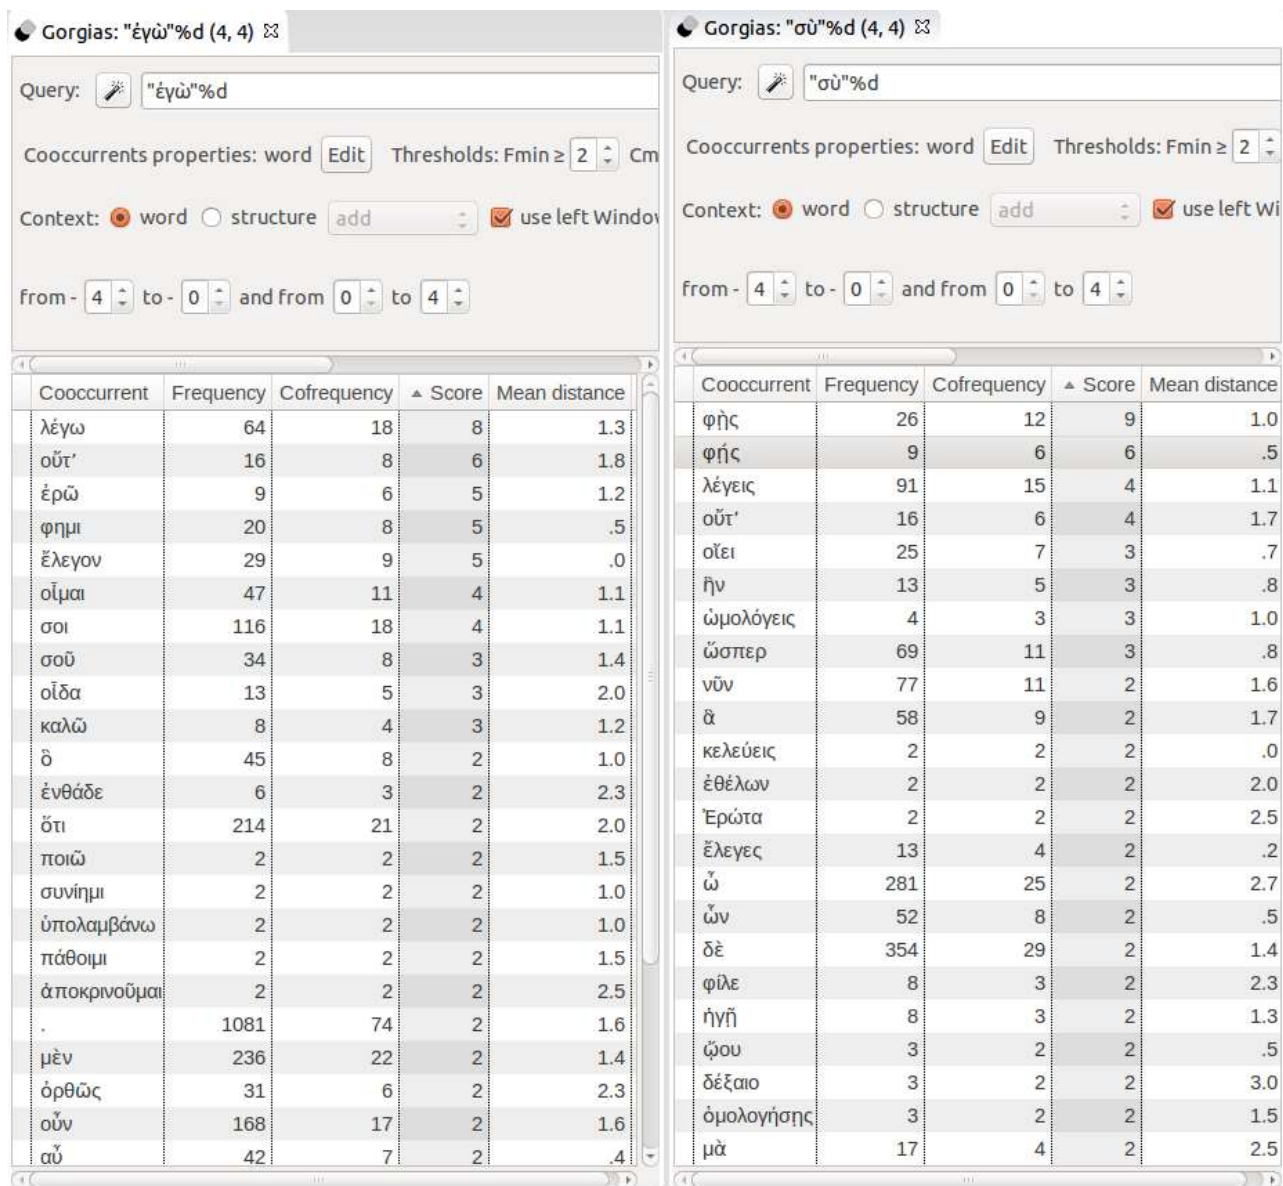 Gorgias: "ἐγὼ"%d (4, 4)
Query: "ἐγὼ"%d
Cooccurrents properties: word Edit Thresholds: Fmin ≥ 2 Cm
Context: word structure add use left Window
from - 4 to - 0 and from 0 to 4
Cooccurrent Frequency Cofrequency Score Mean distance
λέγω 64 18 8 1.3
οὔτ’ 16 8 6 1.8
ἐρῶ 9 6 5 1.2
φημι 20 8 5 .5
ἔλεγον 29 9 5 .0
οἶμαι 47 11 4 1.1
σοι 116 18 4 1.1
σοῦ 34 8 3 1.4
οἶδα 13 5 3 2.0
καλῶ 8 4 3 1.2
ὃ 45 8 2 1.0
ἐνθάδε 6 3 2 2.3
ὅτι 214 21 2 2.0
ποιῶ 2 2 2 1.5
συνίημι 2 2 2 1.0
ὑπολαμβάνω 2 2 2 1.0
πάθοιμι 2 2 2 1.5
ἀποκρινοῦμαι 2 2 2 2.5
. 1081 74 2 1.6
μὲν 236 22 2 1.4
ὀρθῶς 31 6 2 2.3
οὖν 168 17 2 1.6
αὖ 42 7 2 .4
Gorgias: "σὺ"%d (4, 4)
Query: "σὺ"%d
Cooccurrents properties: word Edit Thresholds: Fmin ≥ 2
Context: word structure add use left Wi
from - 4 to - 0 and from 0 to 4
Cooccurrent Frequency Cofrequency Score Mean distance
φῂς 26 12 9 1.0
φῄς 9 6 6 .5
λέγεις 91 15 4 1.1
οὔτ’ 16 6 4 1.7
οἴει 25 7 3 .7
ἣν 13 5 3 .8
ὡμολόγεις 4 3 3 1.0
ὥσπερ 69 11 3 .8
νῦν 77 11 2 1.6
ἃ 58 9 2 1.7
κελεύεις 2 2 2 .0
ἐθέλων 2 2 2 2.0
Ἐρώτα 2 2 2 2.5
ἔλεγες 13 4 2 .2
ὦ 281 25 2 2.7
ὧν 52 8 2 .5
δὲ 354 29 2 1.4
φίλε 8 3 2 2.3
ἡγῇ 8 3 2 1.3
ᾤου 3 2 2 .5
δέξαιο 3 2 2 3.0
ὁμολογήσῃς 3 2 2 1.5
μὰ 17 4 2 2.5